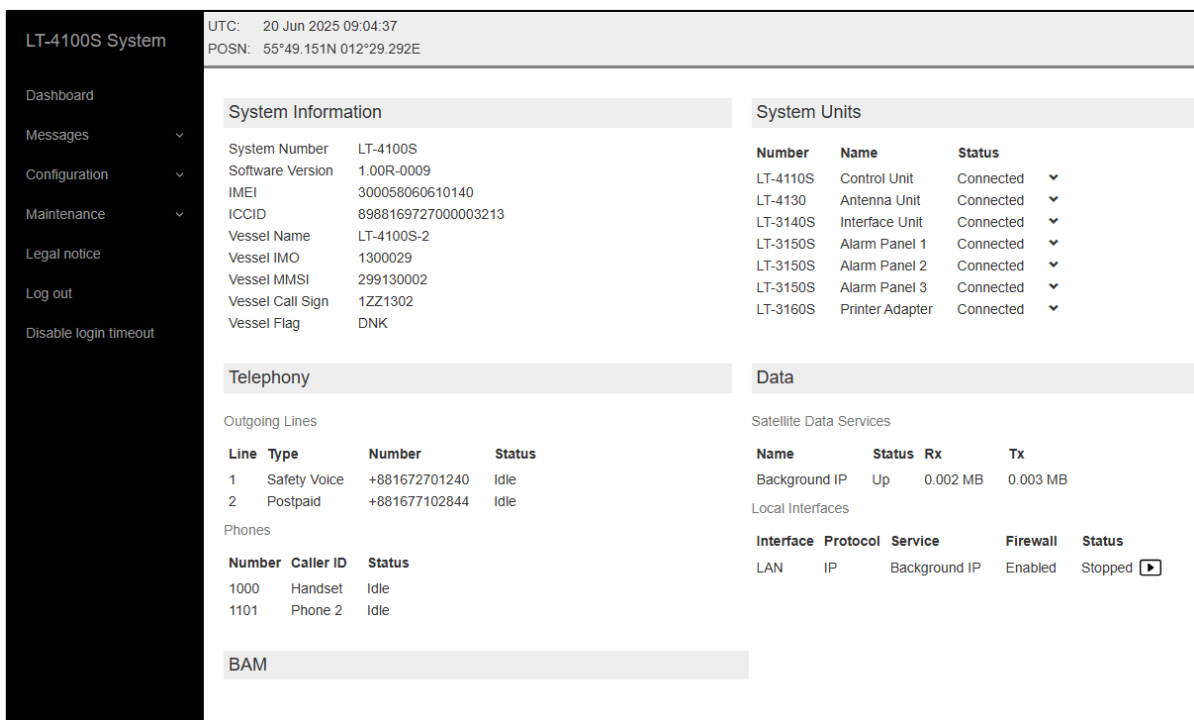 LT-4100S System
Dashboard
Messages
Configuration
Maintenance
Legal notice
Log out
Disable login timeout
UTC: 20 Jun 2025 09:04:37
POSN: 55°49.151N 012°29.292E
System Information
System Number LT-4100S
Software Version 1.00R-0009
IMEI 300058060610140
ICCID 8988169727000003213
Vessel Name LT-4100S-2
Vessel IMO 1300029
Vessel MMSI 299130002
Vessel Call Sign 1ZZ1302
Vessel Flag DNK
System Units
Number Name Status
LT-4110S Control Unit Connected
LT-4130 Antenna Unit Connected
LT-3140S Interface Unit Connected
LT-3150S Alarm Panel 1 Connected
LT-3150S Alarm Panel 2 Connected
LT-3150S Alarm Panel 3 Connected
LT-3160S Printer Adapter Connected
Telephony
Outgoing Lines
Line Type Number Status
1 Safety Voice +881672701240 Idle
2 Postpaid +881677102844 Idle
Phones
Number Caller ID Status
1000 Handset Idle
1101 Phone 2 Idle
Data
Satellite Data Services
Name Status Rx Tx
Background IP Up 0.002 MB 0.003 MB
Local Interfaces
Interface Protocol Service Firewall Status
LAN IP Background IP Enabled Stopped
BAM